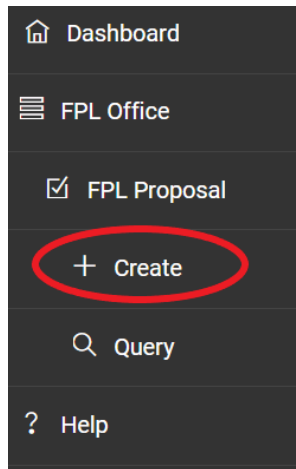 Dashboard
FPL Office
FPL Proposal
+ Create
Query
? Help